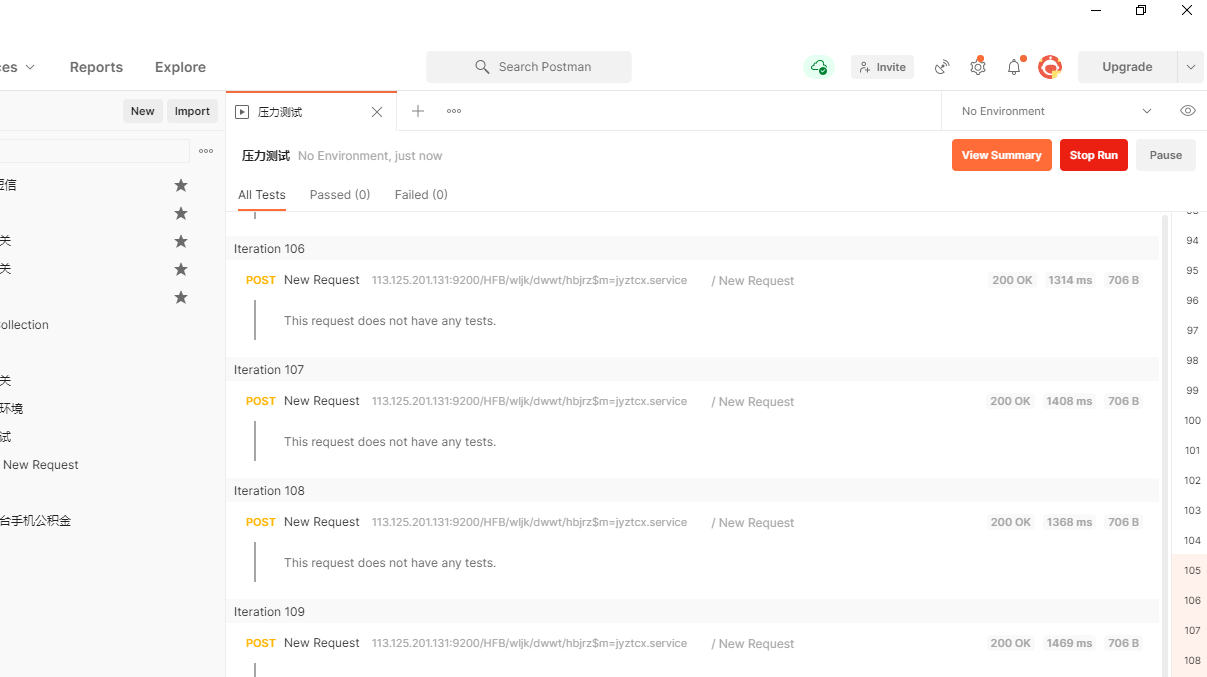 ces Reports Explore Search Postman Invite Upgrade
New Import 压力测试 No Environment
压力测试 No Environment, just now View Summary Stop Run Pause
短信
All Tests Passed (0) Failed (0)
关
关
ollection
关
环境
试
New Request
台手机公积金
Iteration 106
POST New Request 113.125.201.131:9200/HFB/wljk/dwwt/hbjrz$m=jyztcx.service / New Request 200 OK 1314 ms 706 B
This request does not have any tests.
Iteration 107
POST New Request 113.125.201.131:9200/HFB/wljk/dwwt/hbjrz$m=jyztcx.service / New Request 200 OK 1408 ms 706 B
This request does not have any tests.
Iteration 108
POST New Request 113.125.201.131:9200/HFB/wljk/dwwt/hbjrz$m=jyztcx.service / New Request 200 OK 1368 ms 706 B
This request does not have any tests.
Iteration 109
POST New Request 113.125.201.131:9200/HFB/wljk/dwwt/hbjrz$m=jyztcx.service / New Request 200 OK 1469 ms 706 B
94
95
96
97
98
99
100
101
102
103
104
105
106
107
108